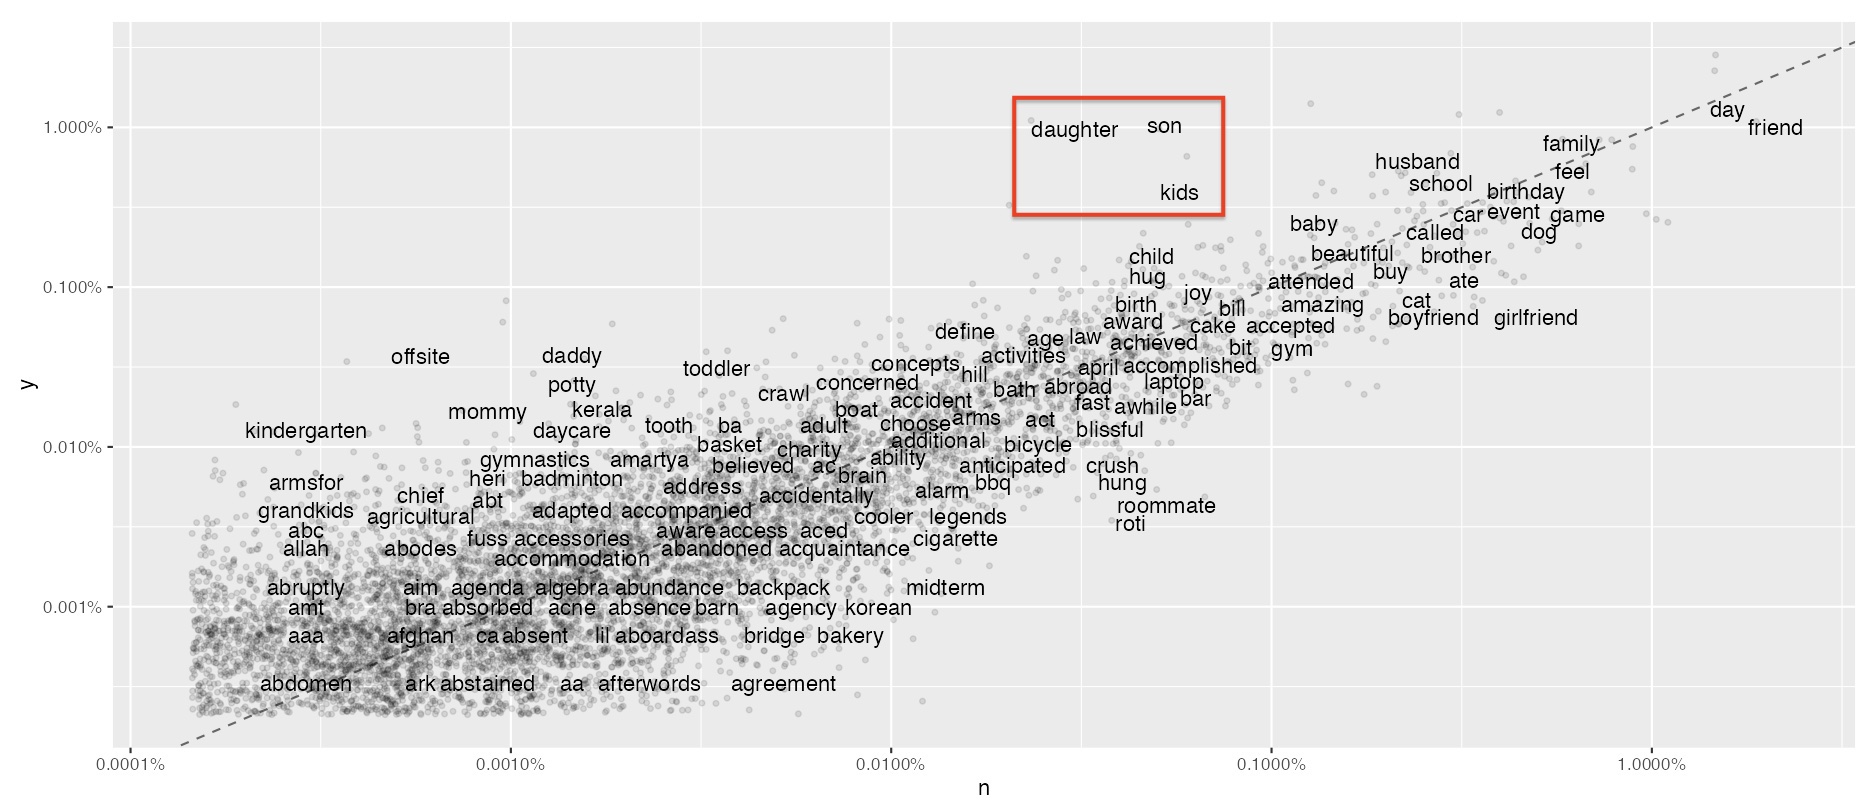 day
1.000%
daughter
son
friend
family
husband
feel
school
kids
birthday
car
event
game
baby
called
dog
child
beautiful
brother
hug
buy
0.100%
attended
ate
joy
birth
bill
amazing
cat
define
award
cake
accepted
boyfriend
girlfriend
age
law
achieved
offsite
daddy
activities
bit
gym
toddler
concepts
hill
april
accomplished
y
potty
crawl
concerned
bath
abroad
laptop
mommy
kerala
boat
accident
fast
awhile
bar
kindergarten
daycare
tooth
ba
adult
choose
arms
act
blissful
0.010%
basket
charity
additional
bicycle
gymnastics
amartya
believed
ac
ability
anticipated
crush
armsfor
heri
badminton
address
brain
bbq
hung
chief
abt
accidentally
alarm
roommate
grandkids
agricultural
adapted
accompanied
cooler
legends
roti
abc
fuss
accessories
aware
access
aced
cigarette
allah
abodes
accommodation
abandoned
acquaintance
abruptly
aim
agenda
algebra
abundance
backpack
midterm
0.001%
amt
bra
absorbed
acne
absence
barn
agency
korean
aaa
afghan
ca
absent
lil
aboard
ass
bridge
bakery
abdomen
ark
abstained
aa
afterwords
agreement
0.0001%
0.0010%
0.0100%
0.1000%
1.0000%
n